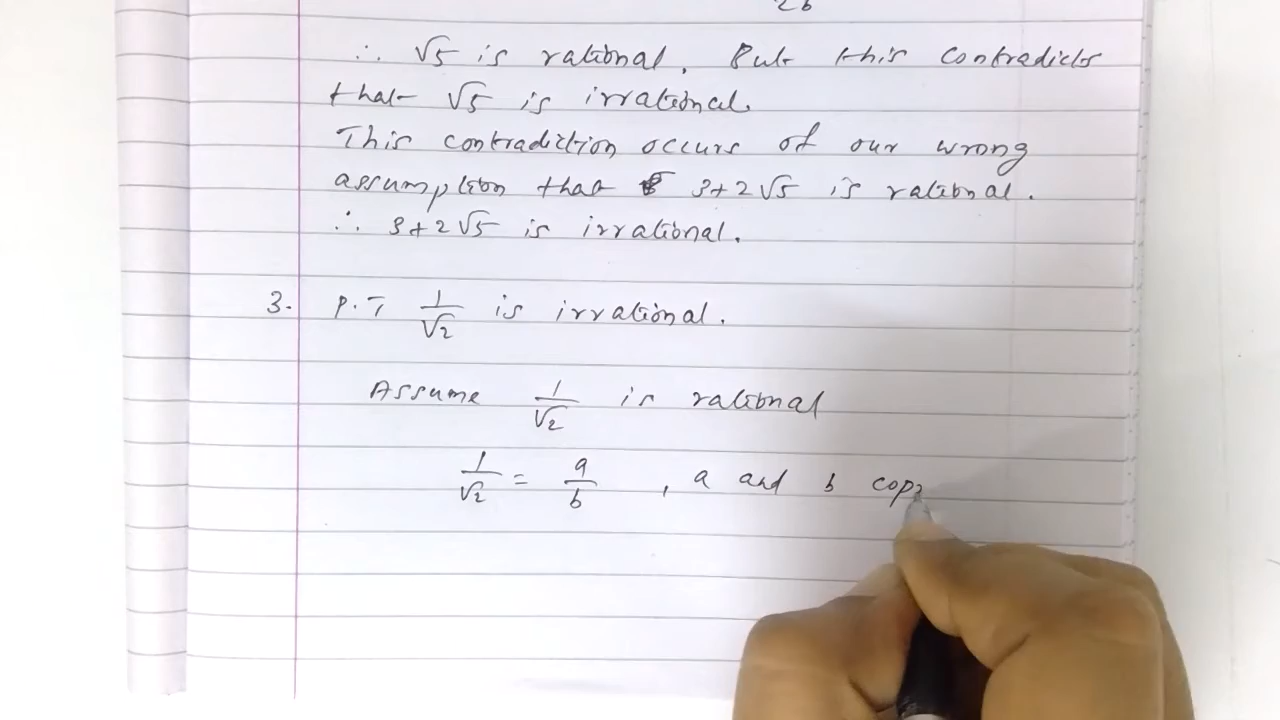 2b
∴ √5 is rational. But this contradicts
that √5 is irrational.
This contradiction occurs of our wrong
assumption that 3+2√5 is rational.
∴ 3+2√5 is irrational.
3. P.T 1/√2 is irrational.
Assume 1/√2 is rational
1/√2 = a/b , a and b cop